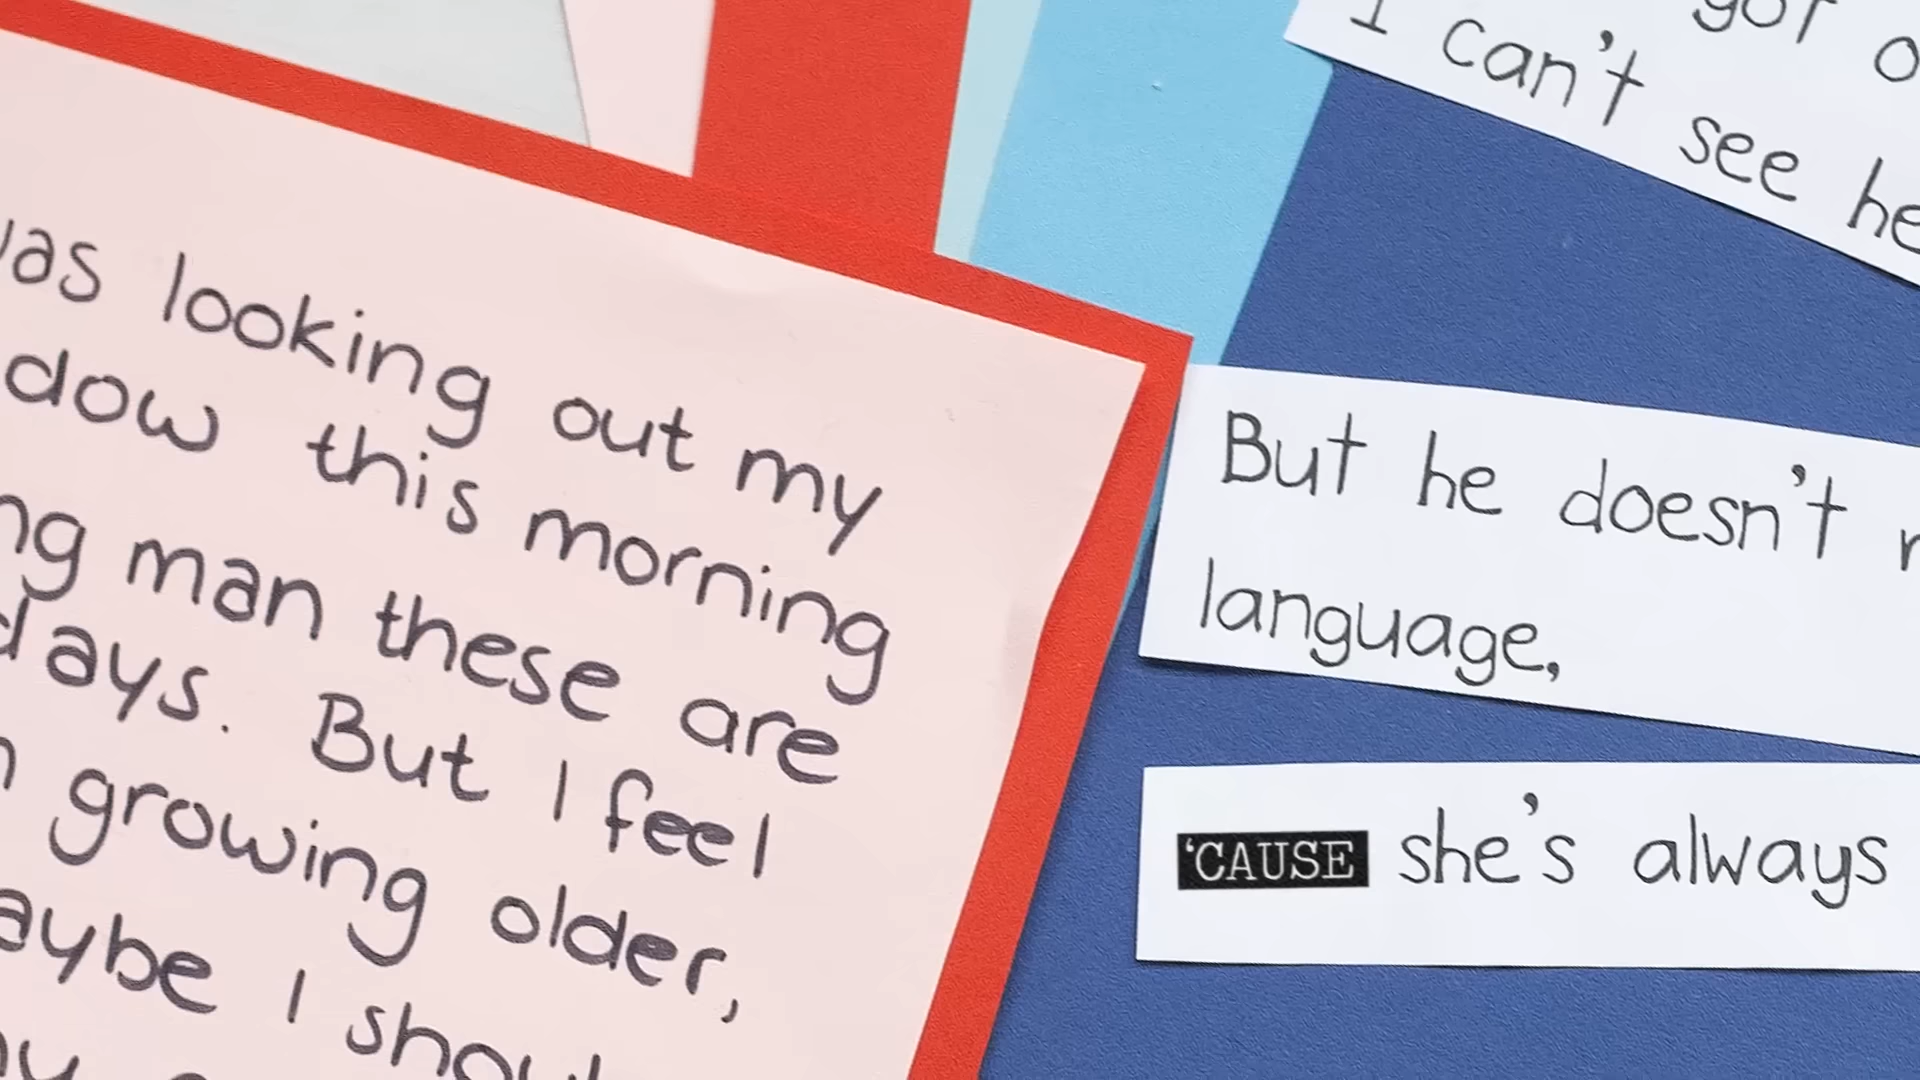 was looking out my
dow this morning
ng man these are
days. But I feel
growing older,
aybe I shoul
I can't see he
But he doesn't
language,
'CAUSE she's always